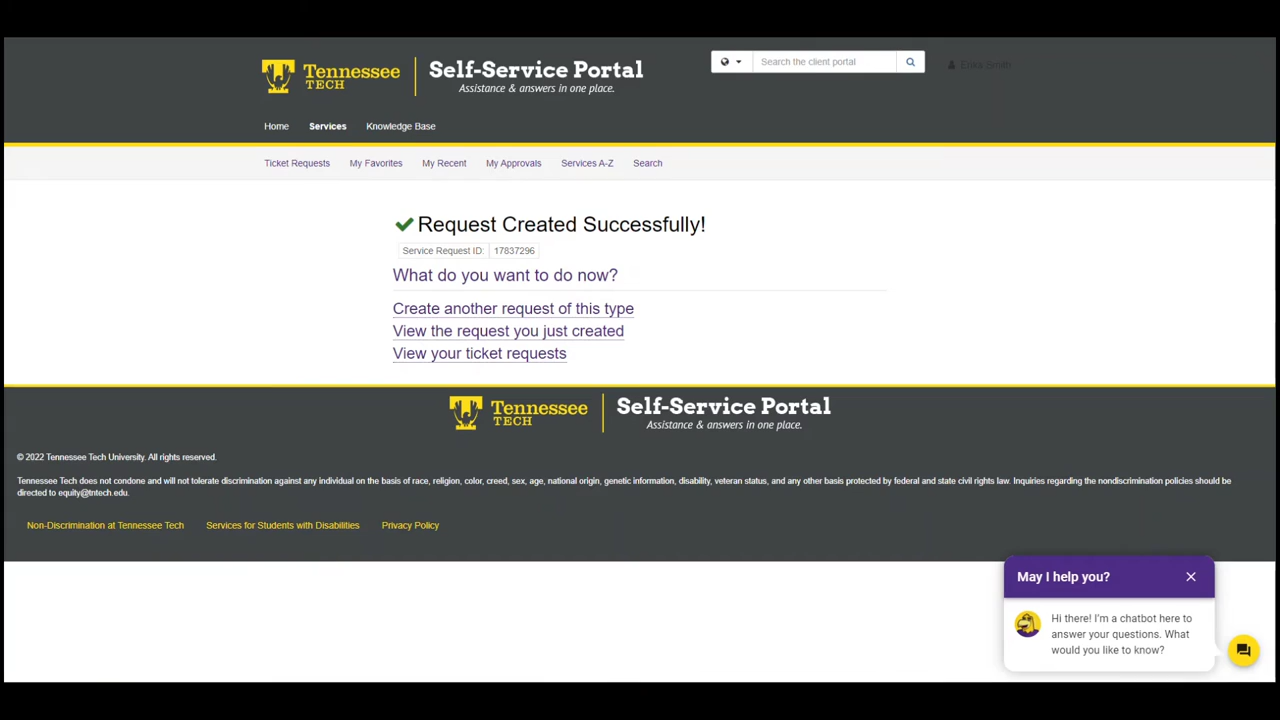 Tennessee TECH
Self-Service Portal
Assistance & answers in one place.
Search the client portal
Erika Smith
Home Services Knowledge Base
Ticket Requests My Favorites My Recent My Approvals Services A-Z Search
Request Created Successfully!
Service Request ID: 17837296
What do you want to do now?
Create another request of this type
View the request you just created
View your ticket requests
Tennessee TECH
Self-Service Portal
Assistance & answers in one place.
© 2022 Tennessee Tech University. All rights reserved.
Tennessee Tech does not condone and will not tolerate discrimination against any individual on the basis of race, religion, color, creed, sex, age, national origin, genetic information, disability, veteran status, and any other basis protected by federal and state civil rights law. Inquiries regarding the nondiscrimination policies should be
directed to equity@tntech.edu.
Non-Discrimination at Tennessee Tech Services for Students with Disabilities Privacy Policy
May I help you?
Hi there! I'm a chatbot here to
answer your questions. What
would you like to know?